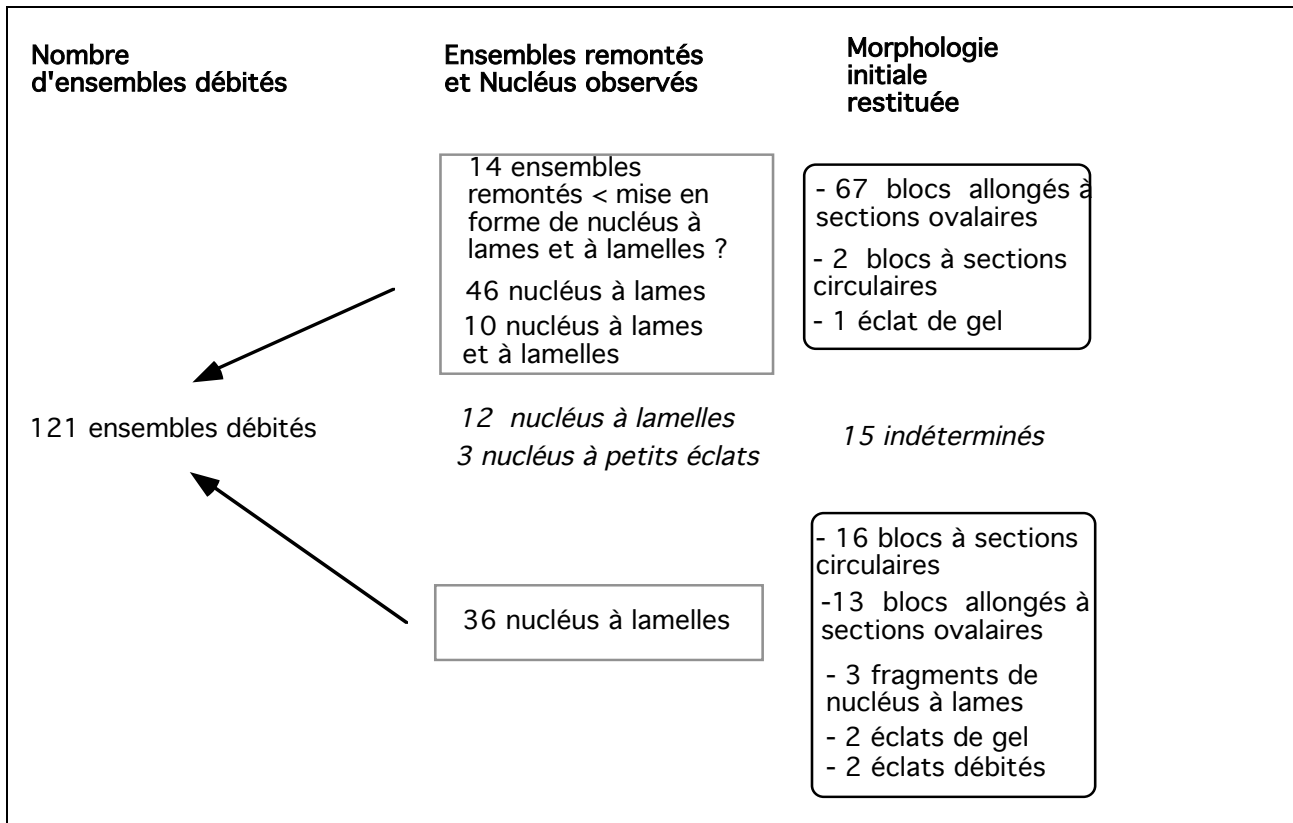 Nombre
d'ensembles débités
Ensembles remontés
et Nucléus observés
Morphologie
initiale
restituée
14 ensembles
remontés < mise en
forme de nucléus à
lames et à lamelles ?
46 nucléus à lames
10 nucléus à lames
et à lamelles
- 67 blocs allongés à
sections ovalaires
- 2 blocs à sections
circulaires
- 1 éclat de gel
121 ensembles débités
12 nucléus à lamelles
3 nucléus à petits éclats
15 indéterminés
36 nucléus à lamelles
- 16 blocs à sections
circulaires
-13 blocs allongés à
sections ovalaires
- 3 fragments de
nucléus à lames
- 2 éclats de gel
- 2 éclats débités